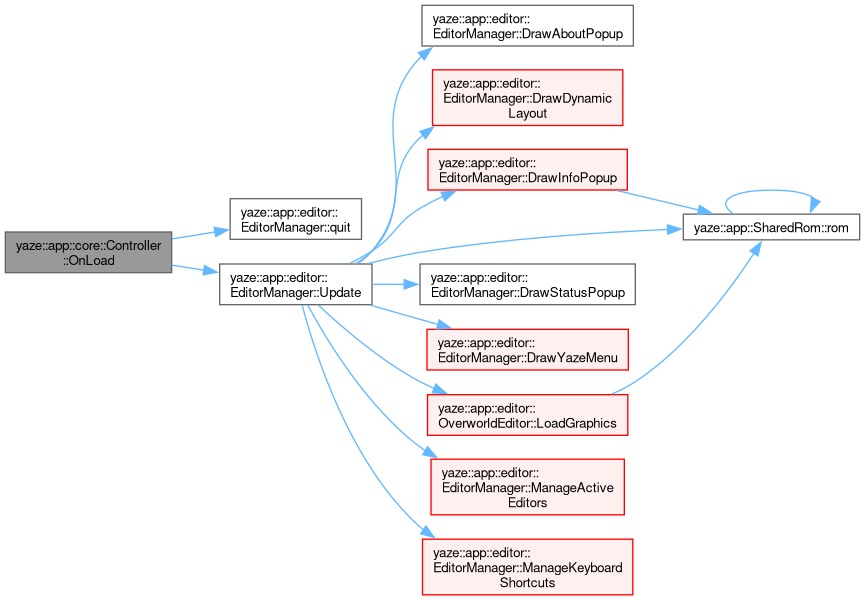 yaze::app::editor::
EditorManager::DrawAboutPopup
yaze::app::editor::
EditorManager::DrawDynamic
Layout
yaze::app::editor::
EditorManager::DrawInfoPopup
yaze::app::editor::
EditorManager::quit
yaze::app::SharedRom::rom
yaze::app::core::Controller
::OnLoad
yaze::app::editor::
EditorManager::Update
yaze::app::editor::
EditorManager::DrawStatusPopup
yaze::app::editor::
EditorManager::DrawYazeMenu
yaze::app::editor::
OverworldEditor::LoadGraphics
yaze::app::editor::
EditorManager::ManageActive
Editors
yaze::app::editor::
EditorManager::ManageKeyboard
Shortcuts